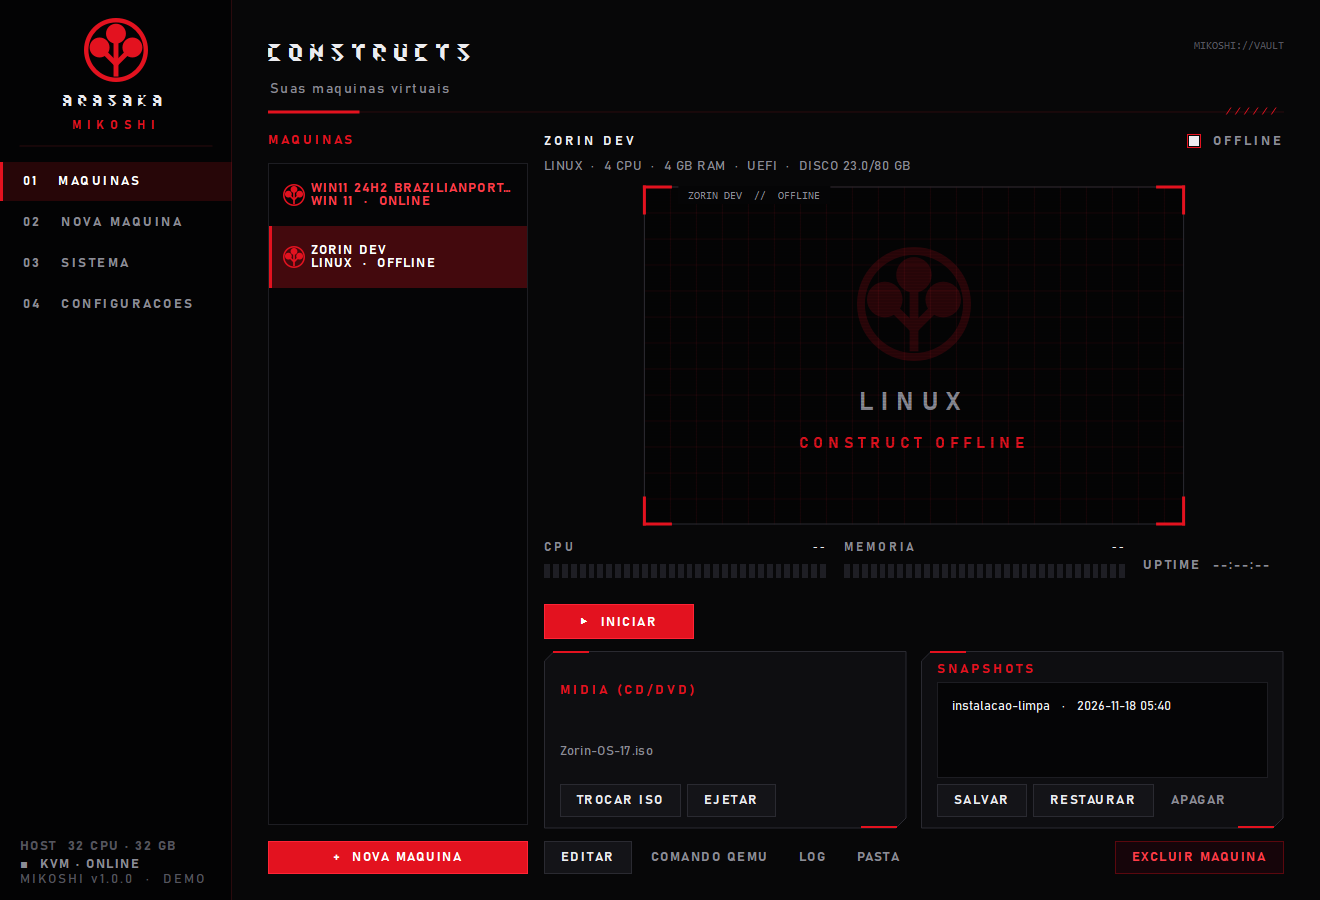 ARASAKA
MIKOSHI
01 MAQUINAS
02 NOVA MAQUINA
03 SISTEMA
04 CONFIGURACOES
HOST 32 CPU · 32 GB
KVM · ONLINE
MIKOSHI v1.0.0 · DEMO
CONSTRUCTS
MIKOSHI://VAULT
Suas maquinas virtuais
//////
MAQUINAS
WIN11 24H2 BRAZILIANPORT…
WIN 11 · ONLINE
ZORIN DEV
LINUX · OFFLINE
+ NOVA MAQUINA
ZORIN DEV
OFFLINE
LINUX · 4 CPU · 4 GB RAM · UEFI · DISCO 23.0/80 GB
ZORIN DEV // OFFLINE
LINUX
CONSTRUCT OFFLINE
CPU --
MEMORIA --
UPTIME --:--:--
INICIAR
MIDIA (CD/DVD)
Zorin-OS-17.iso
TROCAR ISO
EJETAR
SNAPSHOTS
instalacao-limpa · 2026-11-18 05:40
SALVAR
RESTAURAR
APAGAR
EDITAR
COMANDO QEMU
LOG
PASTA
EXCLUIR MAQUINA